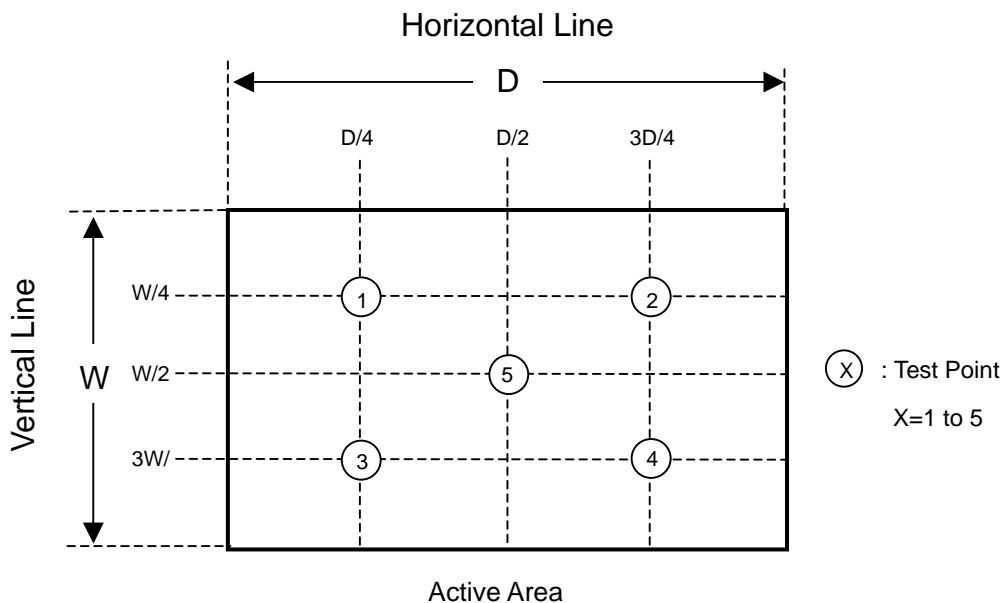 Horizontal Line
D
D/4 D/2 3D/4
Vertical Line
W
W/4
1 2
W/2
5
X : Test Point
X=1 to 5
3W/
3 4
Active Area